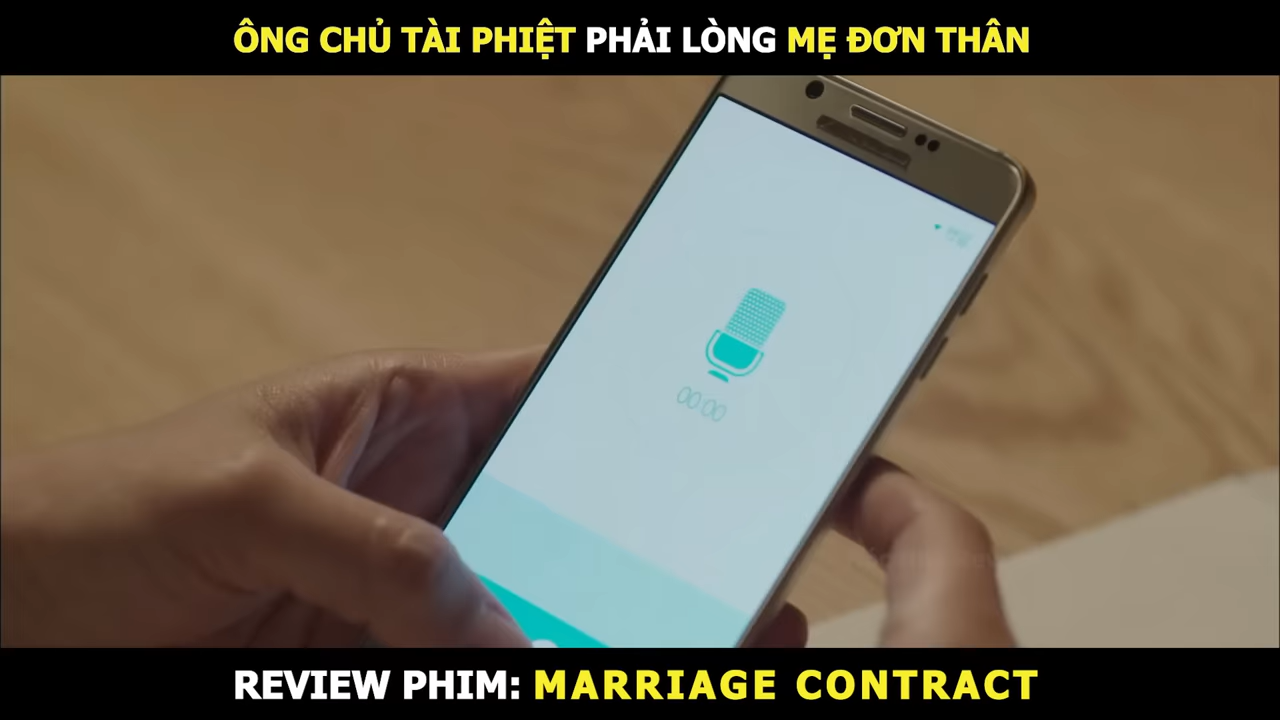 ÔNG CHỦ TÀI PHIỆT PHẢI LÒNG MẸ ĐƠN THÂN
00:00
REVIEW PHIM: MARRIAGE CONTRACT